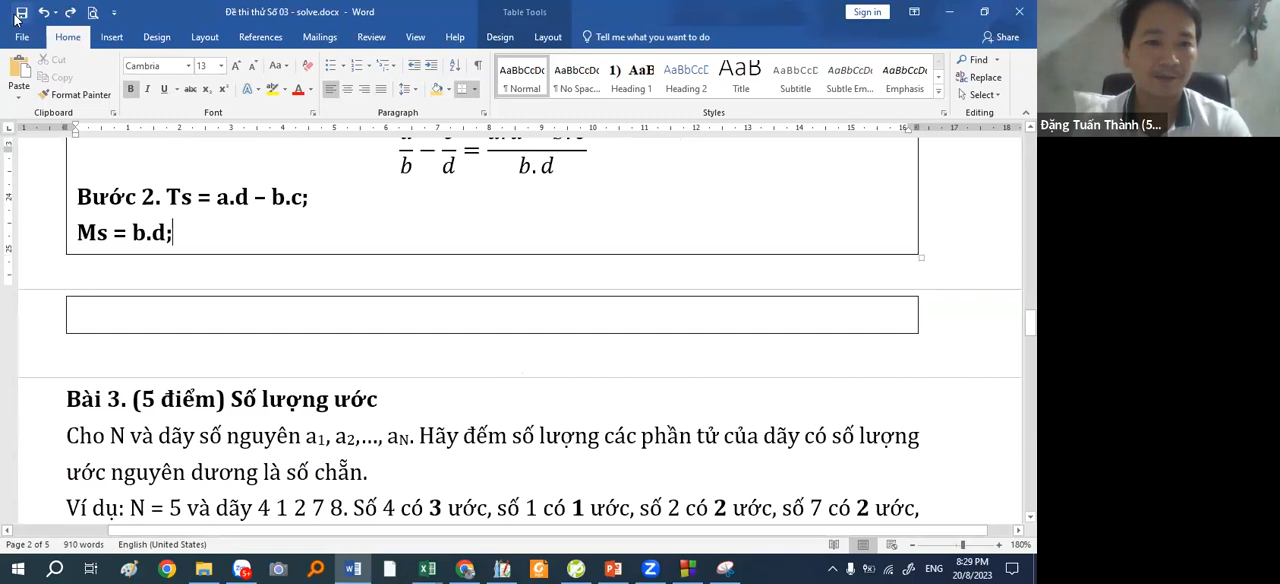 Đề thi thử Số 03 - solve.docx - Word
Table Tools
Sign in
File
Home
Insert
Design
Layout
References
Mailings
Review
View
Help
Design
Layout
Tell me what you want to do
Share
Paste
Cut
Copy
Format Painter
Clipboard
Cambria
13
Font
Paragraph
AaBbCcDc
¶ Normal
AaBbCcDc
¶ No Spac...
1) AaB
Heading 1
AaBbCcD
Heading 2
AaB
Title
AaBbCcD
Subtitle
AaBbCcDc
Subtle Em...
AaBbCcDc
Emphasis
Styles
Find
Replace
Select
Editing
Đặng Tuấn Thành (5...
b − d = b. d
Bước 2. Ts = a.d – b.c;
Ms = b.d;
Bài 3. (5 điểm) Số lượng ước
Cho N và dãy số nguyên a₁, a₂,..., aN. Hãy đếm số lượng các phần tử của dãy có số lượng
ước nguyên dương là số chẵn.
Ví dụ: N = 5 và dãy 4 1 2 7 8. Số 4 có 3 ước, số 1 có 1 ước, số 2 có 2 ước, số 7 có 2 ước,
Page 2 of 5
910 words
English (United States)
180%
ENG
8:29 PM
20/8/2023